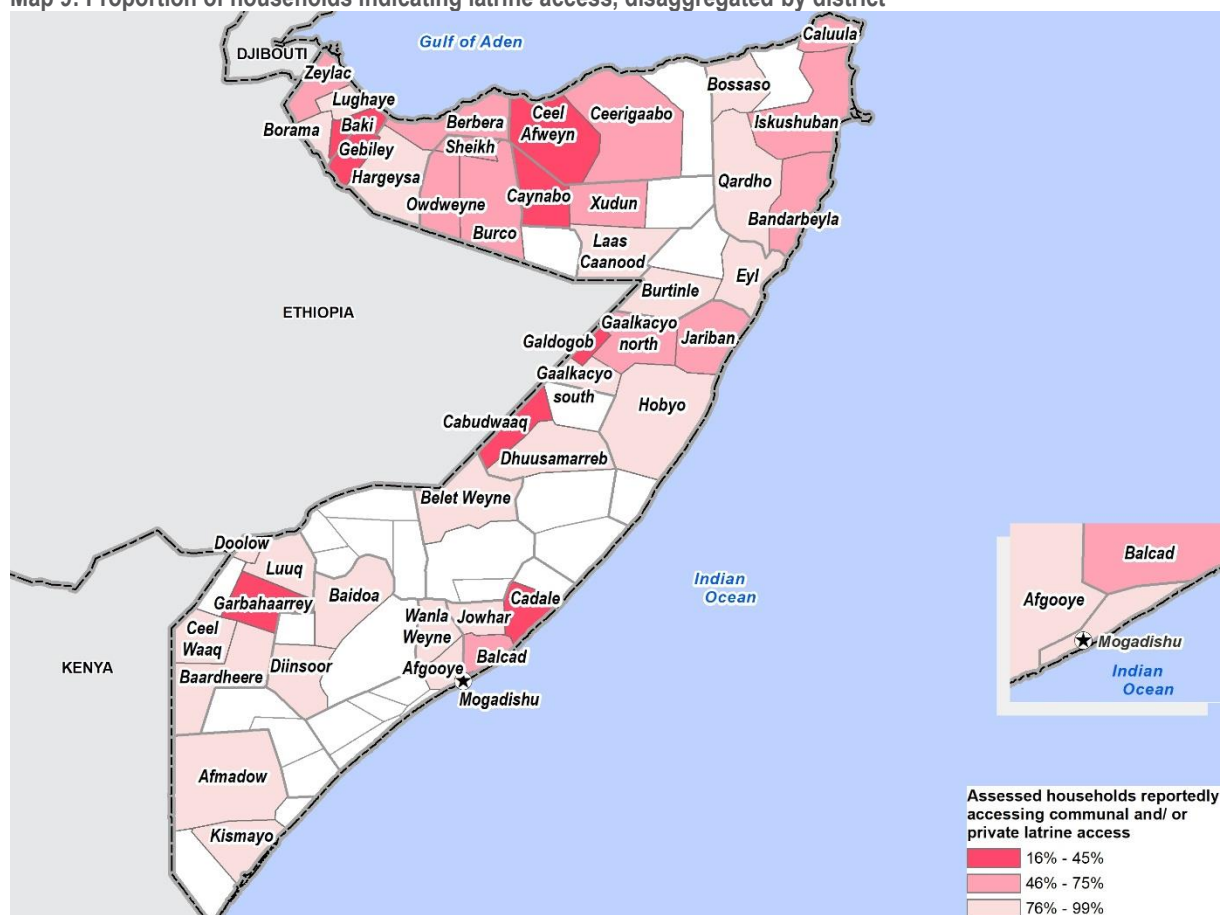 Map 9: Proportion of households indicating latrine access, disaggregated by district
Gulf of Aden
Caluula
DJIBOUTI
Zeylac
Bossaso
Lughaye
Ceel
Afweyn
Ceerigaabo
Berbera
Iskushuban
Borama
Baki
Sheikh
Gebiley
Hargeysa
Qardho
Caynabo
Xudun
Owdweyne
Bandarbeyla
Burco
Laas
Caanood
Eyl
Burtinle
ETHIOPIA
Gaalkacyo
north
Galdogob
Jariban
Gaalkacyo
south
Hobyo
Cabudwaaq
Dhuusamarreb
Belet Weyne
Doolow
Luuq
Baidoa
Indian
Ocean
Garbahaarrey
Cadale
Wanla
Weyne
Jowhar
Ceel
Waaq
Diinsoor
Afgooye
Balcad
KENYA
Baardheere
Mogadishu
Afmadow
Kismayo
Balcad
Afgooye
Mogadishu
Indian
Ocean
Assessed households reportedly
accessing communal and/ or
private latrine access
16% - 45%
46% - 75%
76% - 99%